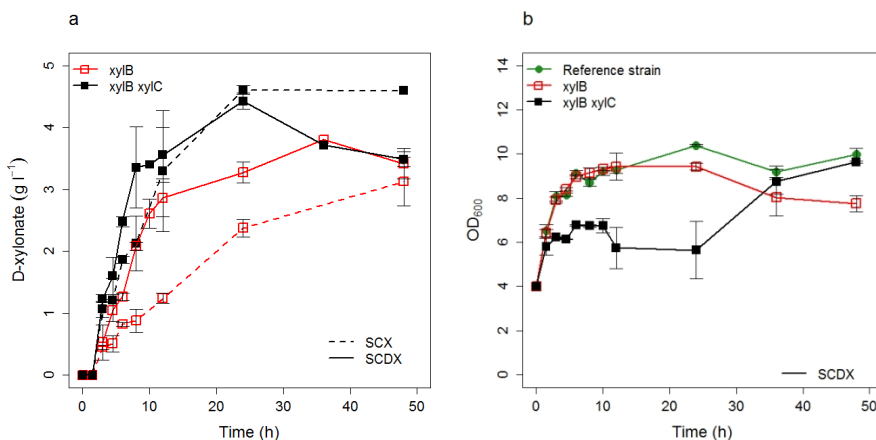 a
xylB
xylB xylC
5
4
3
2
1
0
D-xylonate (g l⁻¹)
SCX
SCDX
0 10 20 30 40 50
Time (h)
b
Reference strain
xylB
xylB xylC
14
12
10
8
6
4
2
0
OD₆₀₀
SCDX
0 10 20 30 40 50
Time (h)